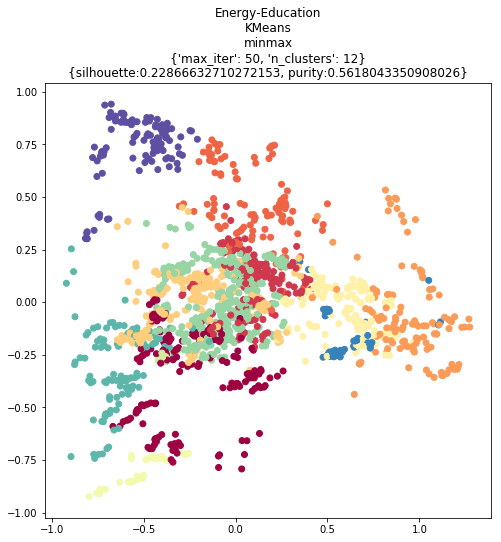 Energy-Education
KMeans
minmax
{'max_iter': 50, 'n_clusters': 12}
{silhouette:0.22866632710272153, purity:0.5618043350908026}
1.00
0.75
0.50
0.25
0.00
−0.25
−0.50
−0.75
−1.00
−1.0
−0.5
0.0
0.5
1.0